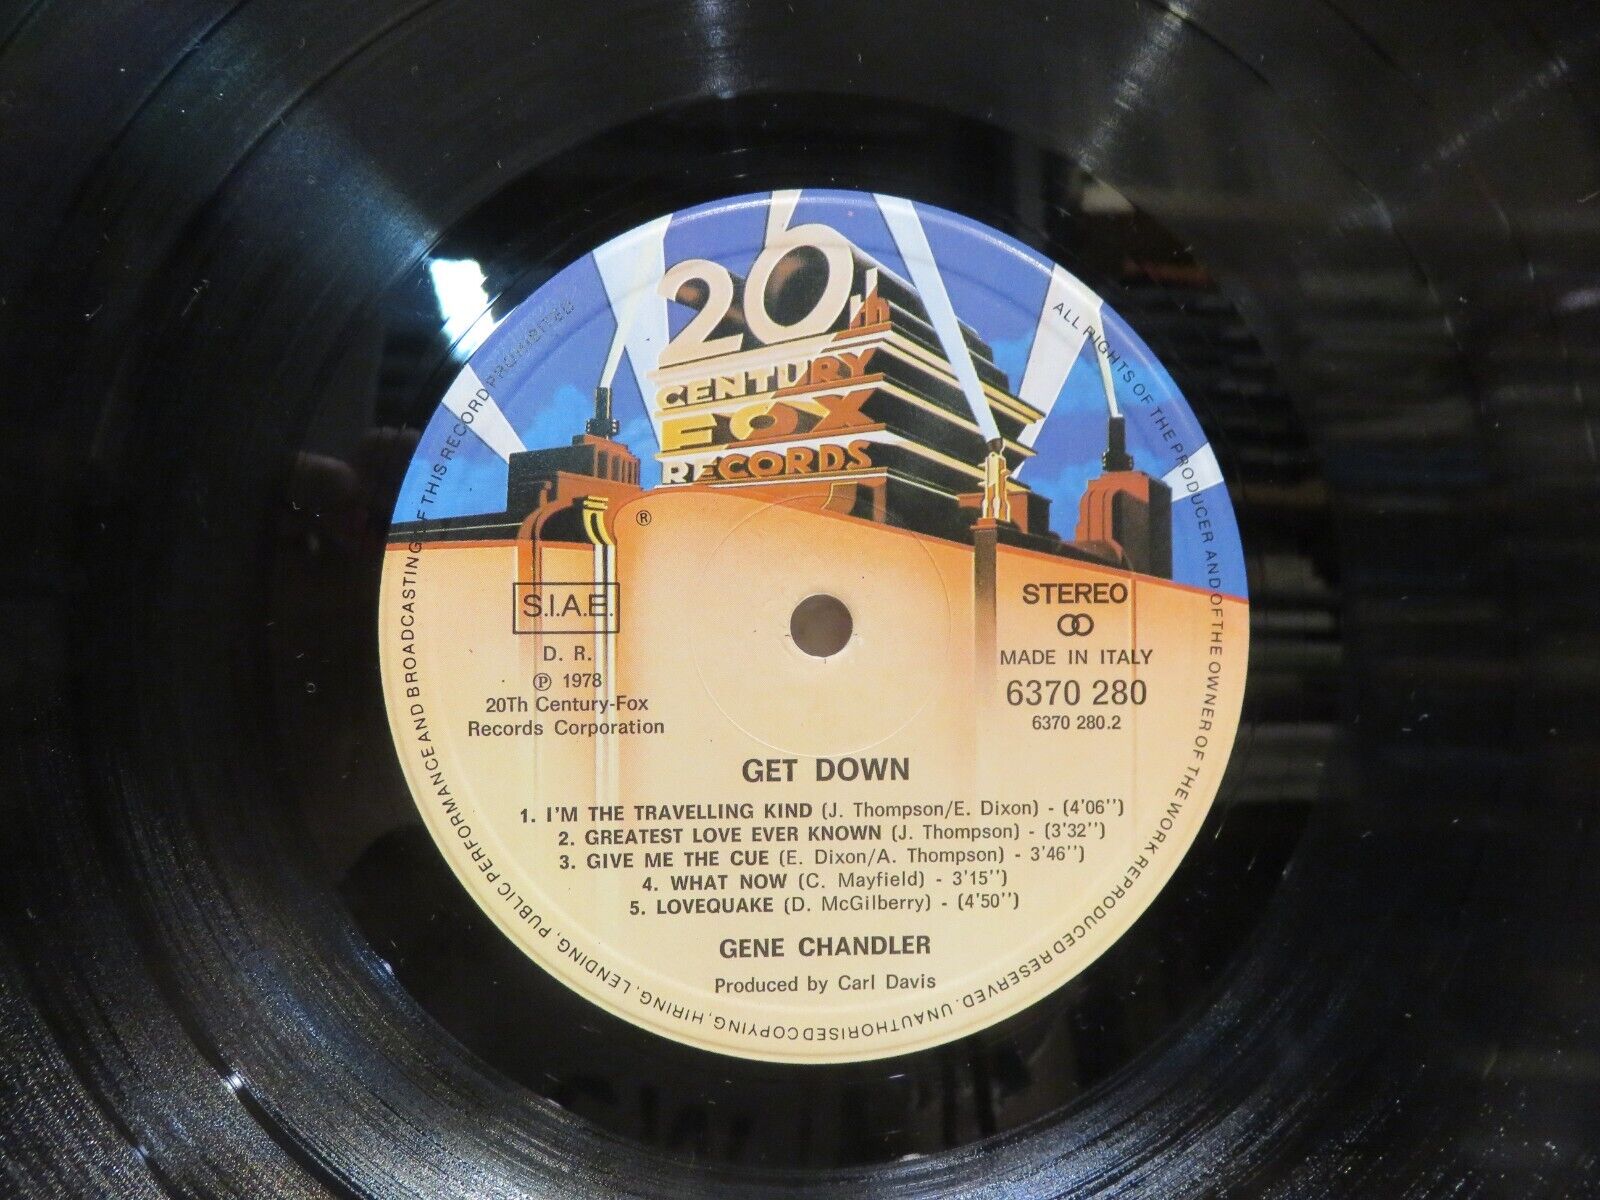 20th
CENTURY
FOX
RECORDS
®
S.I.A.E.
D. R.
℗ 1978
20Th Century-Fox
Records Corporation
STEREO
MADE IN ITALY
6370 280
6370 280.2
GET DOWN
1. I'M THE TRAVELLING KIND (J. Thompson/E. Dixon) - (4'06'')
2. GREATEST LOVE EVER KNOWN (J. Thompson) - (3'32'')
3. GIVE ME THE CUE (E. Dixon/A. Thompson) - 3'46'')
4. WHAT NOW (C. Mayfield) - 3'15'')
5. LOVEQUAKE (D. McGilberry) - (4'50'')
GENE CHANDLER
Produced by Carl Davis
ALL RIGHTS OF THE PRODUCER AND OF THE OWNER OF THE WORK REPRODUCED RESERVED. UNAUTHORISED COPYING, HIRING, LENDING, PUBLIC PERFORMANCE AND BROADCASTING OF THIS RECORD PROHIBITED